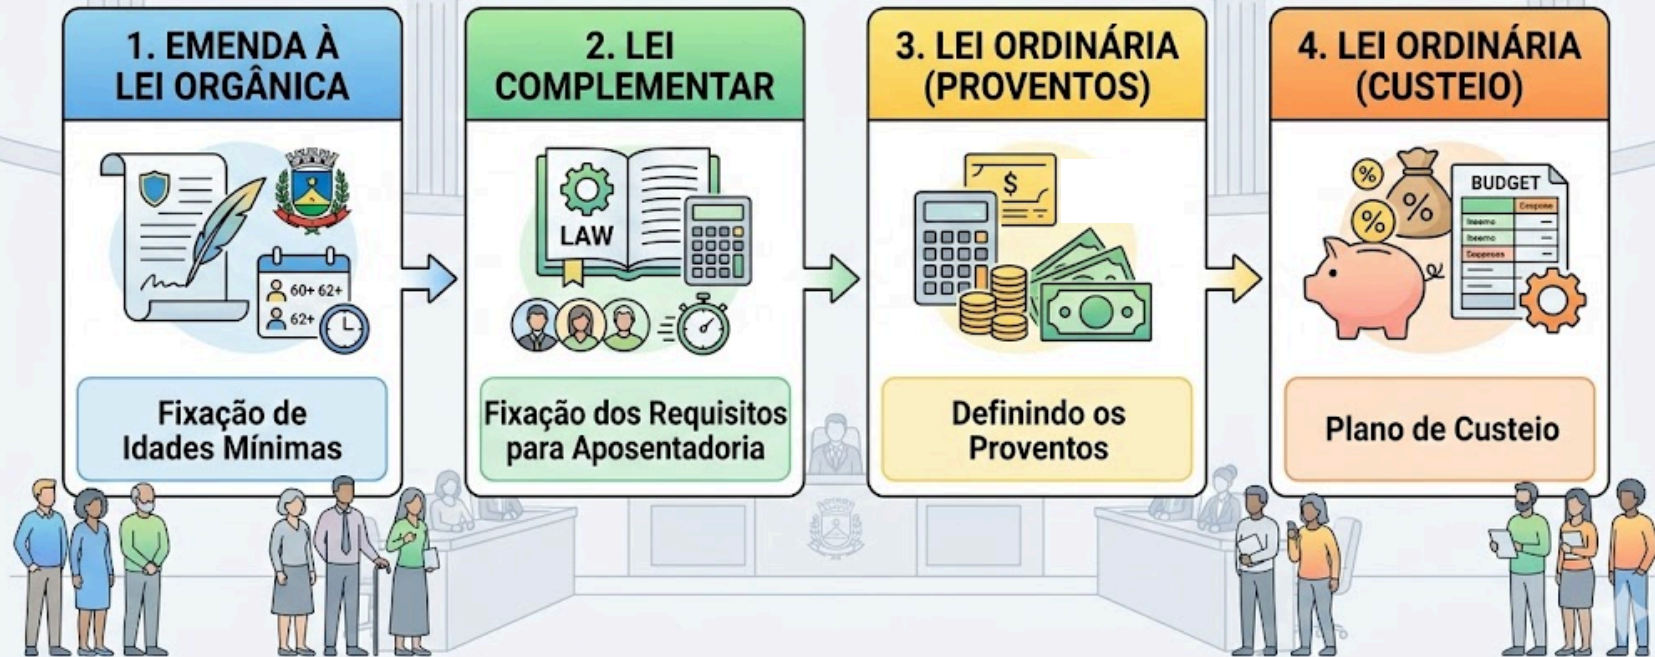 1. EMENDA À
LEI ORGÂNICA
60+ 62+
62+
Fixação de
Idades Mínimas
2. LEI
COMPLEMENTAR
LAW
Fixação dos Requisitos
para Aposentadoria
3. LEI ORDINÁRIA
(PROVENTOS)
$
Definindo os
Proventos
4. LEI ORDINÁRIA
(CUSTEIO)
%
%
%
BUDGET
Plano de Custeio